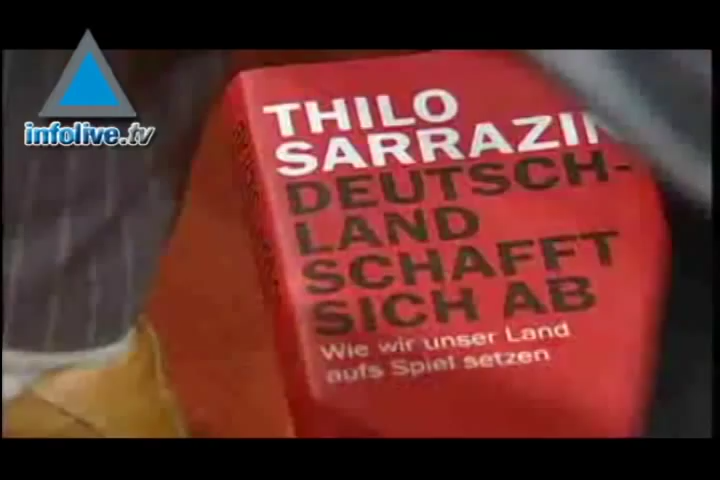 infolive.tv
THILO
SARRAZIN
DEUTSCH-
LAND
SCHAFFT
SICH AB
Wie wir unser Land
aufs Spiel setzen